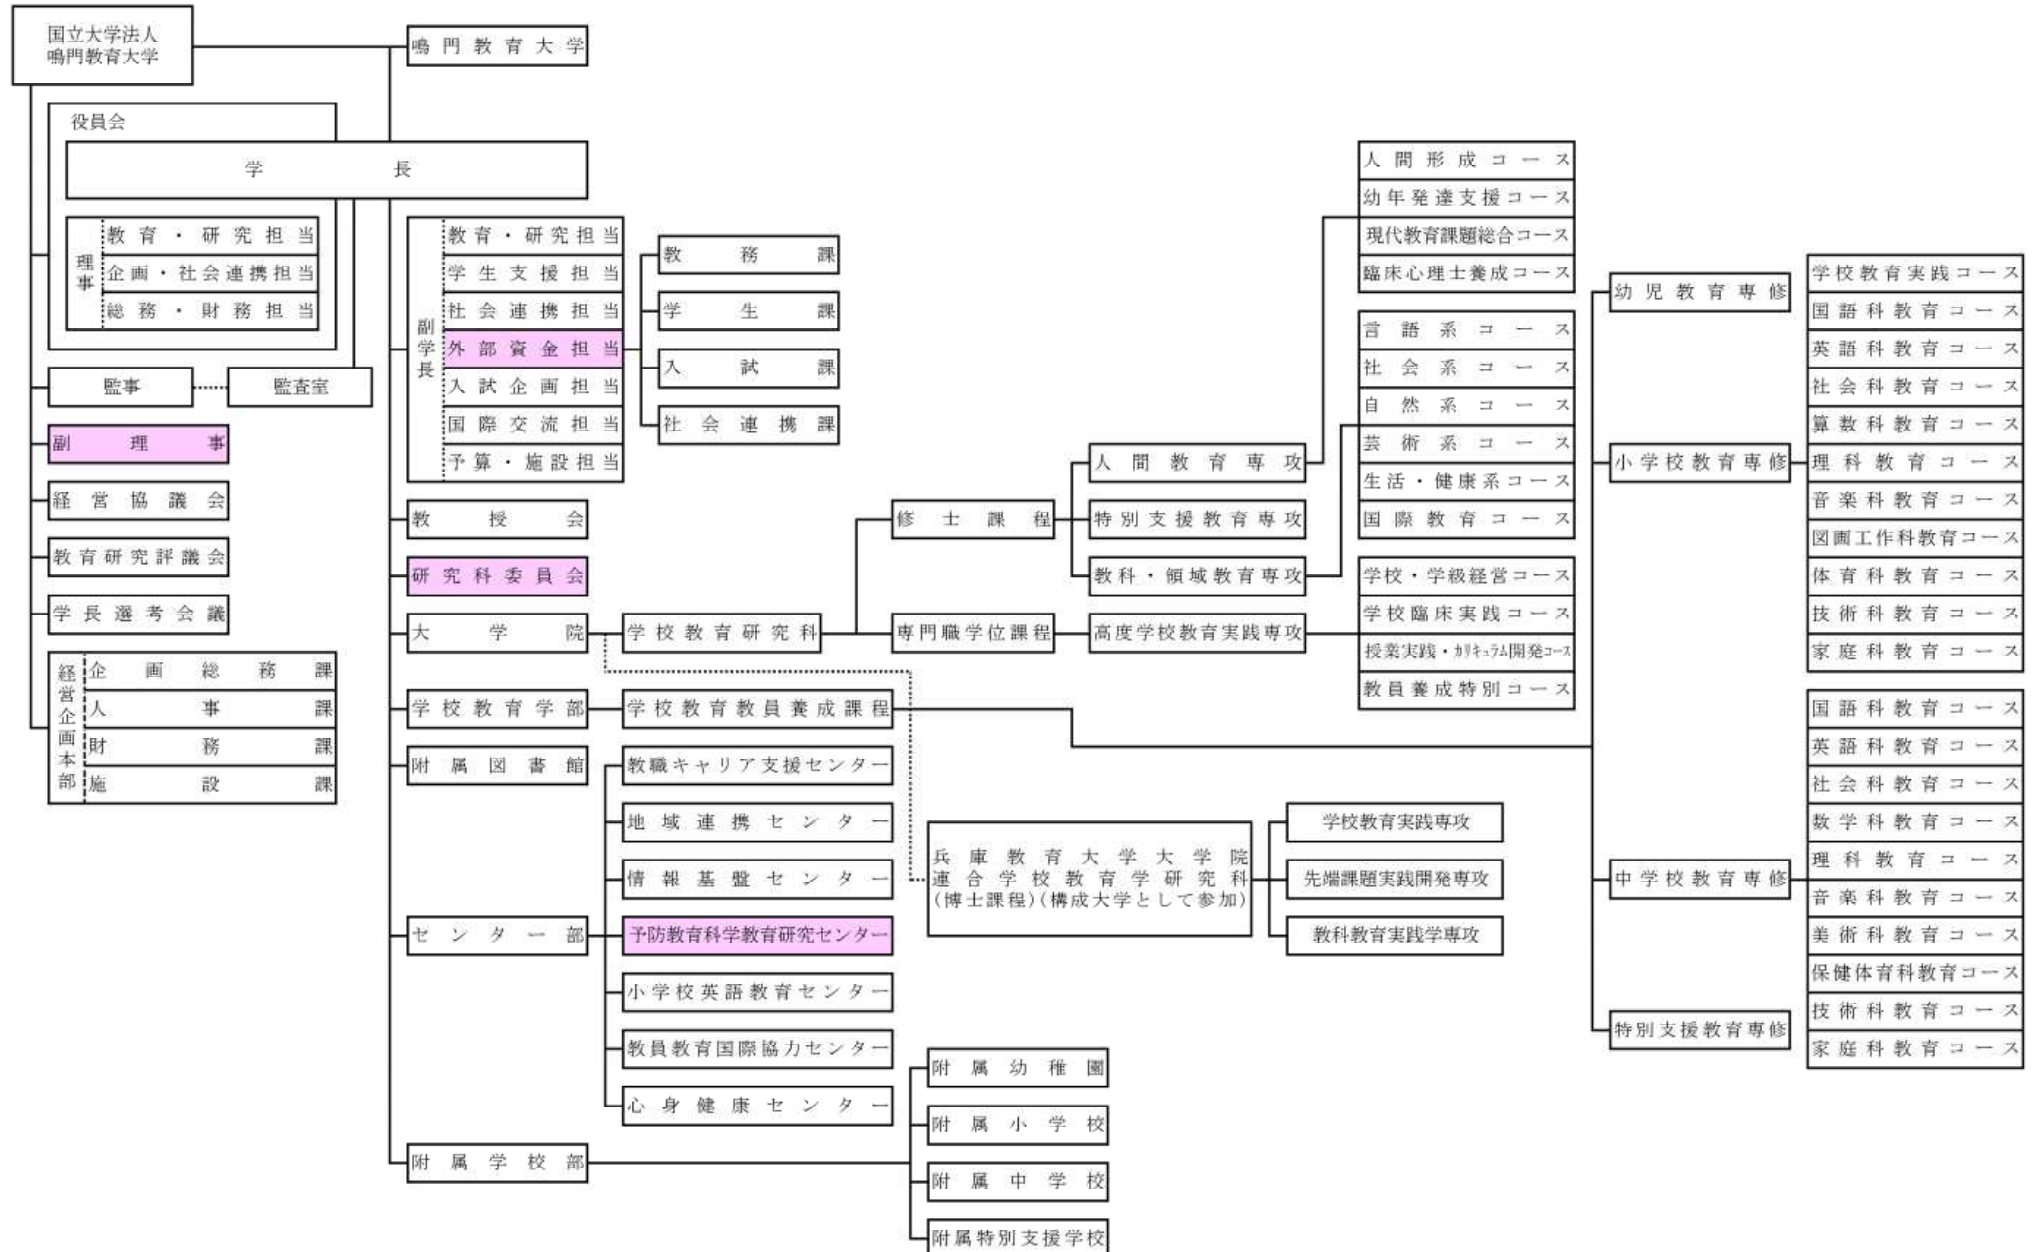 国立大学法人
鳴門教育大学
鳴門教育大学
役員会
学長
理事
教育・研究担当
企画・社会連携担当
総務・財務担当
監事
監査室
副理事
経営協議会
教育研究評議会
学長選考会議
経営企画本部
企画総務課
人事課
財務課
施設課
副学長
教育・研究担当
学生支援担当
社会連携担当
外部資金担当
入試企画担当
国際交流担当
予算・施設担当
教務課
学生課
入試課
社会連携課
教授会
研究科委員会
大学院
学校教育研究科
修士課程
人間教育専攻
特別支援教育専攻
教科・領域教育専攻
専門職学位課程
高度学校教育実践専攻
人間形成コース
幼年発達支援コース
現代教育課題総合コース
臨床心理士養成コース
言語系コース
社会系コース
自然系コース
芸術系コース
生活・健康系コース
国際教育コース
学校・学級経営コース
学校臨床実践コース
授業実践・カリキュラム開発コース
教員養成特別コース
学校教育学部
学校教育教員養成課程
幼児教育専修
小学校教育専修
学校教育実践コース
国語科教育コース
英語科教育コース
社会科教育コース
算数科教育コース
理科教育コース
音楽科教育コース
図画工作科教育コース
体育科教育コース
技術科教育コース
家庭科教育コース
中学校教育専修
国語科教育コース
英語科教育コース
社会科教育コース
数学科教育コース
理科教育コース
音楽科教育コース
美術科教育コース
保健体育科教育コース
技術科教育コース
家庭科教育コース
特別支援教育専修
附属図書館
センター部
教職キャリア支援センター
地域連携センター
情報基盤センター
予防教育科学教育研究センター
小学校英語教育センター
教員教育国際協力センター
心身健康センター
兵庫教育大学大学院
連合学校教育学研究科
(博士課程)(構成大学として参加)
学校教育実践専攻
先端課題実践開発専攻
教科教育実践学専攻
附属学校部
附属幼稚園
附属小学校
附属中学校
附属特別支援学校